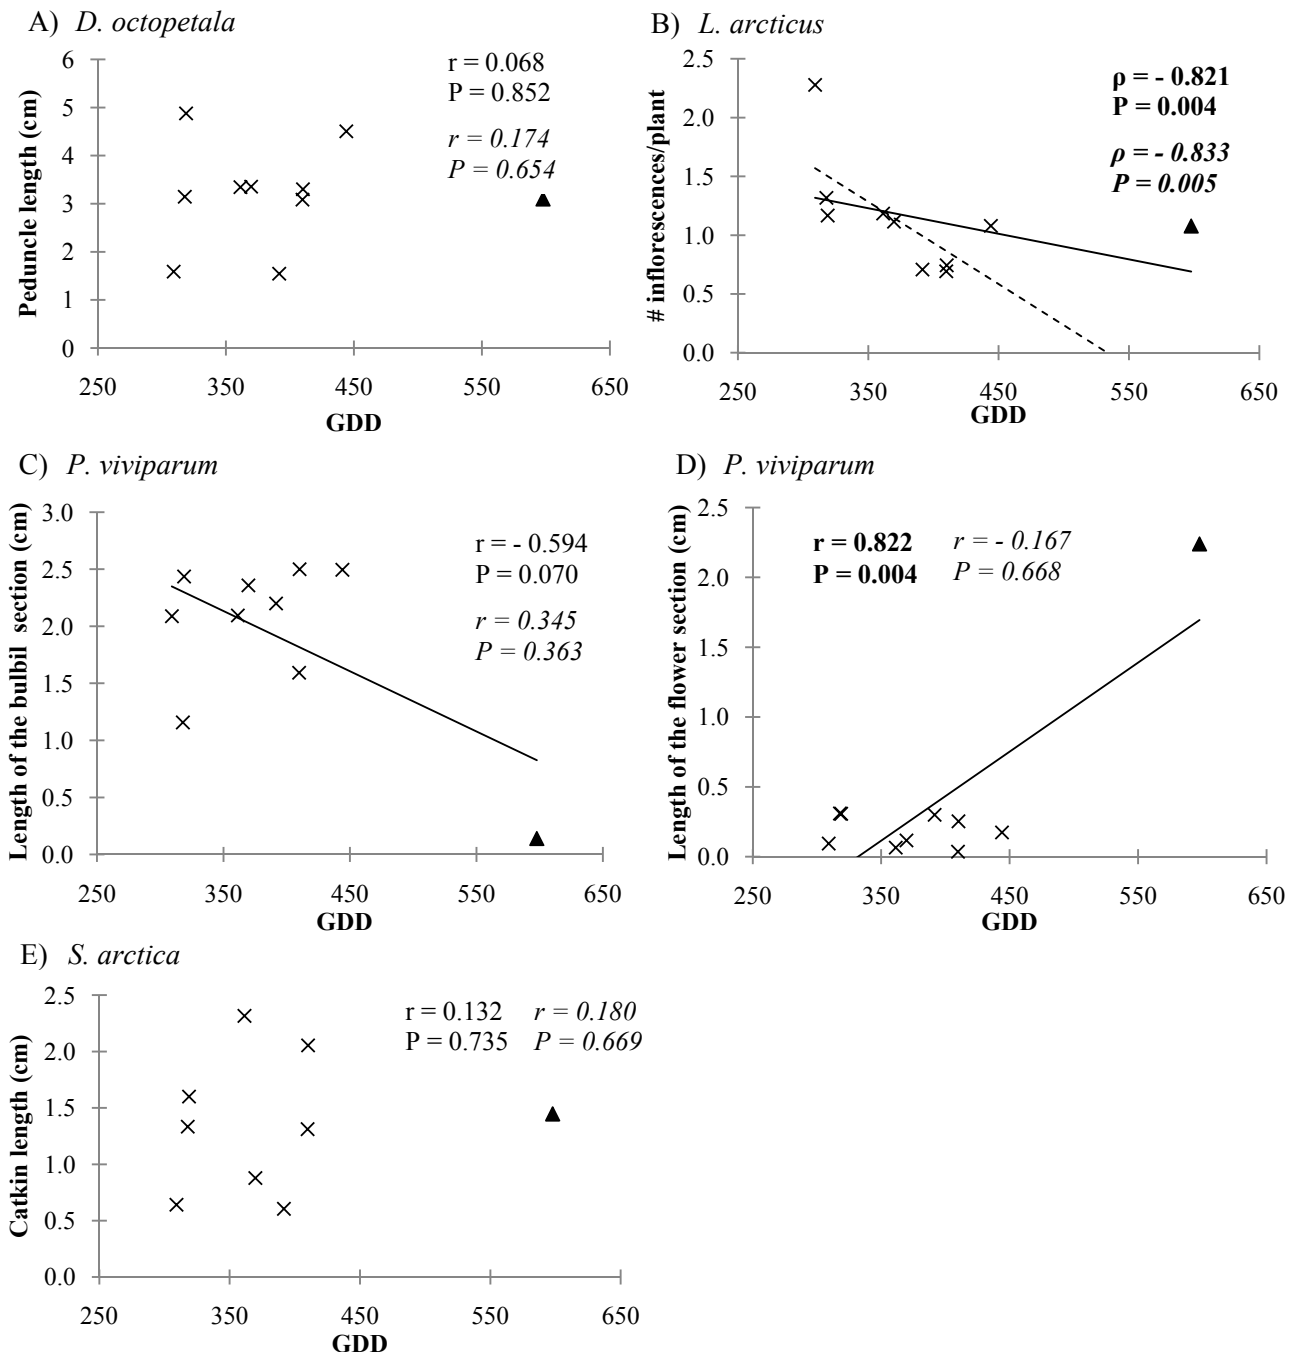 A) D. octopetala
r = 0.068
P = 0.852
r = 0.174
P = 0.654
Peduncle length (cm)
6
5
4
3
2
1
0
250
350
450
550
650
GDD
B) L. arcticus
ρ = - 0.821
P = 0.004
ρ = - 0.833
P = 0.005
# inflorescences/plant
2.5
2.0
1.5
1.0
0.5
0.0
250
350
450
550
650
GDD
C) P. viviparum
r = - 0.594
P = 0.070
r = 0.345
P = 0.363
Length of the bulbil section (cm)
3.0
2.5
2.0
1.5
1.0
0.5
0.0
250
350
450
550
650
GDD
D) P. viviparum
r = 0.822
P = 0.004
r = - 0.167
P = 0.668
Length of the flower section (cm)
2.5
2.0
1.5
1.0
0.5
0.0
250
350
450
550
650
GDD
E) S. arctica
r = 0.132
P = 0.735
r = 0.180
P = 0.669
Catkin length (cm)
2.5
2.0
1.5
1.0
0.5
0.0
250
350
450
550
650
GDD